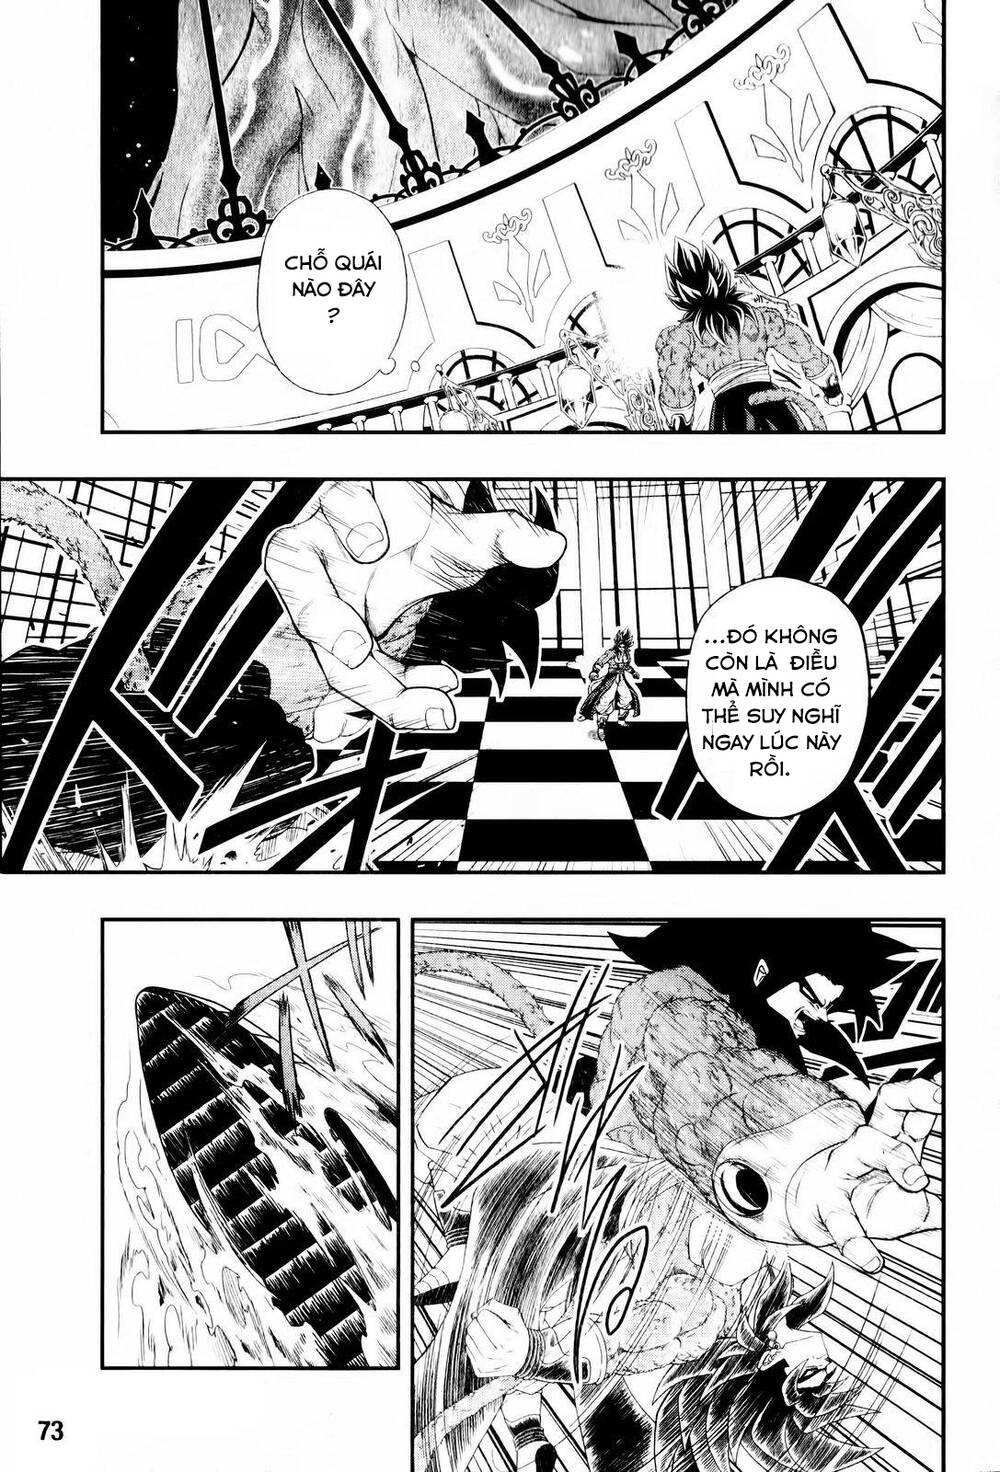 CHỖ QUÁI
NÀO ĐÂY
?
...ĐÓ KHÔNG
CÒN LÀ ĐIỀU
MÀ MÌNH CÓ
THỂ SUY NGHĨ
NGAY LÚC NÀY
RỒI.
73